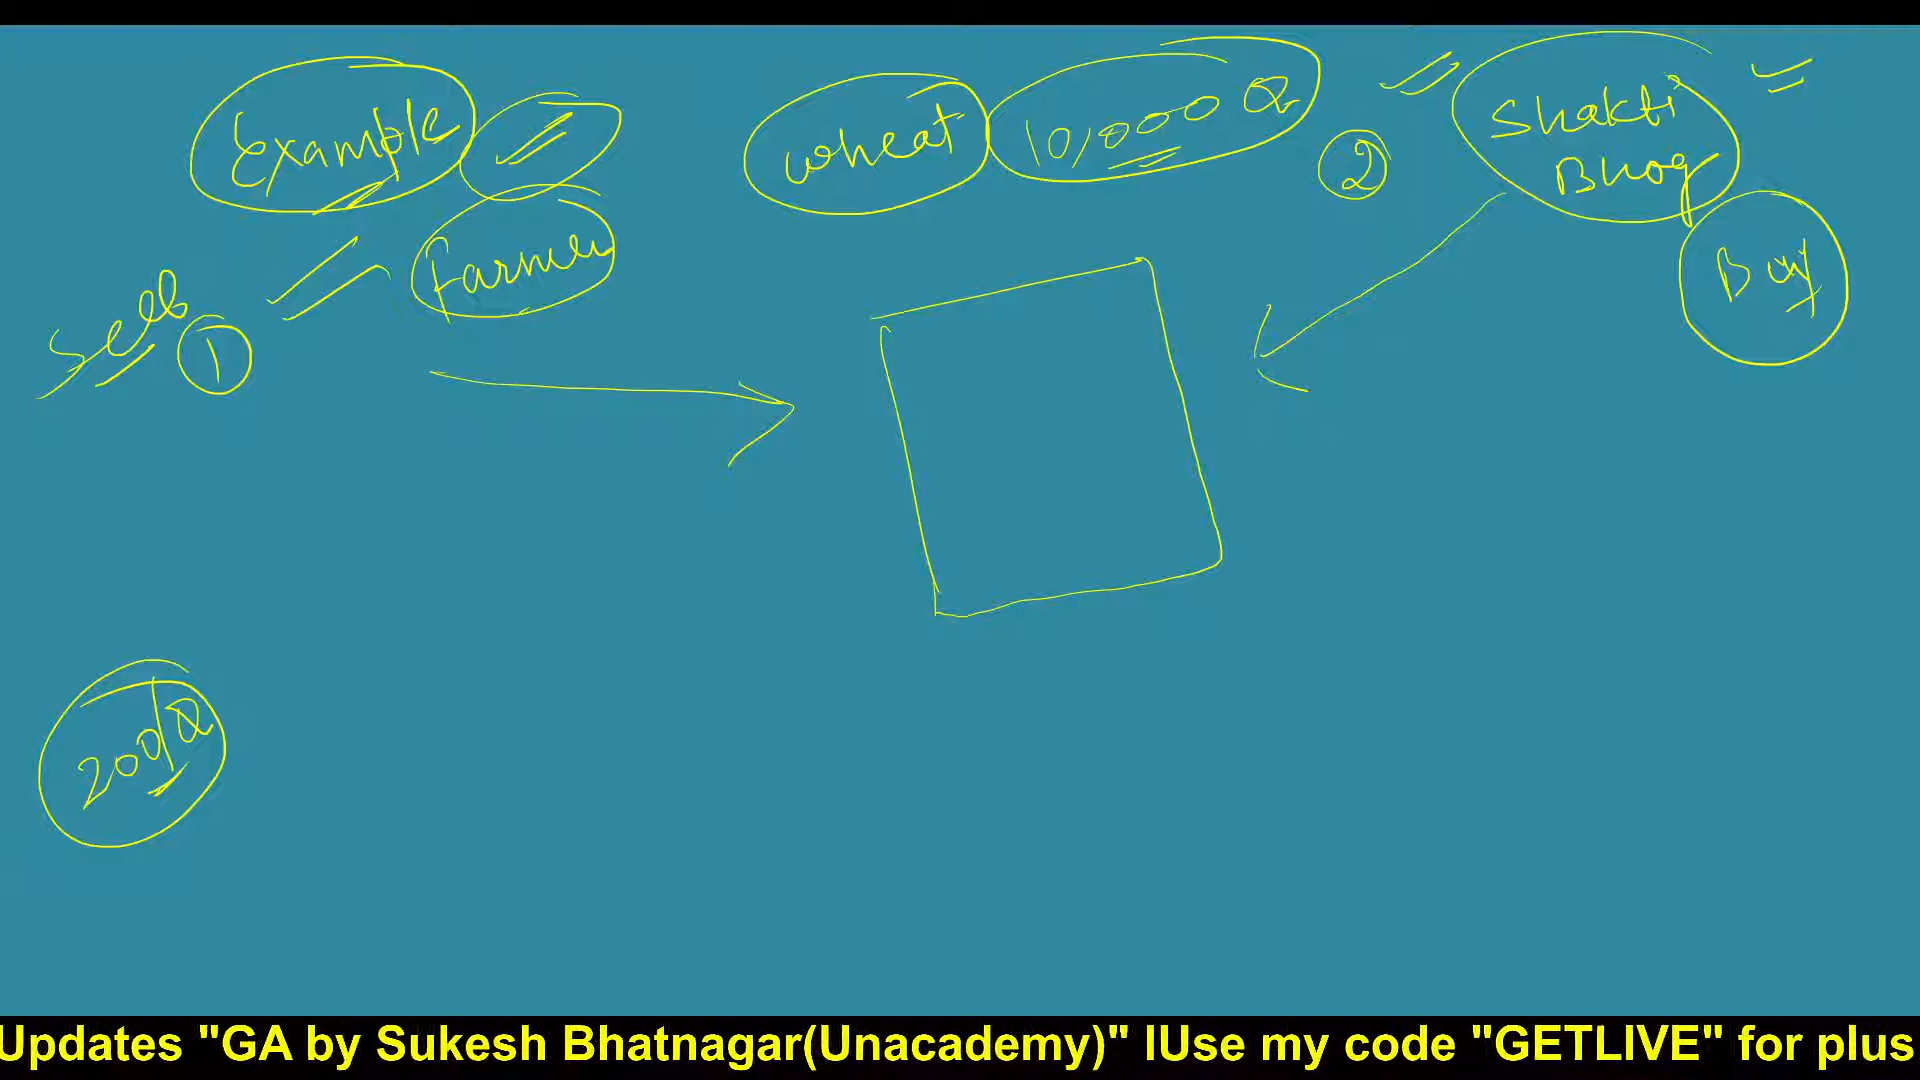 Example wheat 10,000 Q Shakti
2 Bhog
farmer Buy
Sell 1
200/Q
Updates "GA by Sukesh Bhatnagar(Unacademy)" IUse my code "GETLIVE" for plus